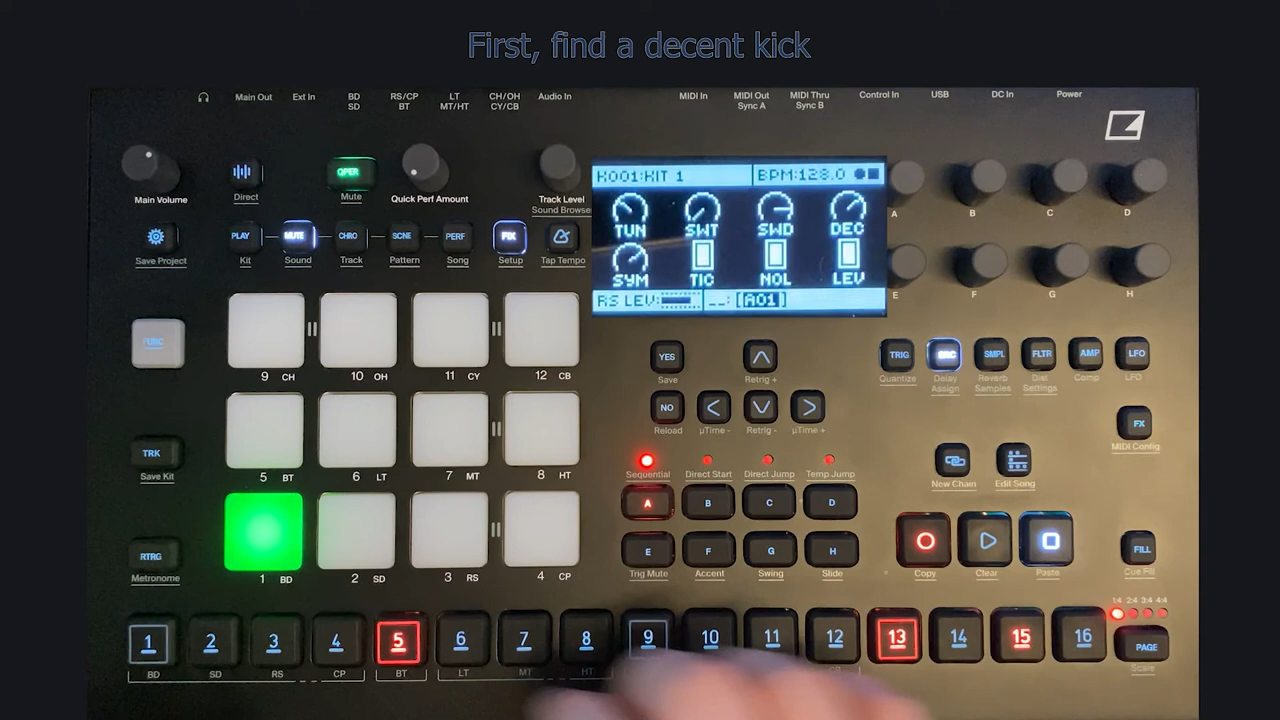 First, find a decent kick
Main Out
Ext In
BD
SD
RS/CP
BT
LT
MT/HT
CH/OH
CY/CB
Audio In
MIDI In
MIDI Out
Sync A
MIDI Thru
Sync B
Control In
USB
DC In
Power
Main Volume
Direct
OPER
Mute
Quick Perf Amount
Track Level
Sound Browse
K001:KIT 1
BPM:128.0
TUN
SWT
SWD
DEC
SYM
TIC
NOL
LEV
RS LEV:
__: [A01]
A
B
C
D
E
F
G
H
Save Project
PLAY
Kit
MUTE
Sound
CHRO
Track
SCNE
Pattern
PERF
Song
FIX
Setup
Tap Tempo
FUNC
9 CH
10 OH
11 CY
12 CB
YES
Save
Retrig +
NO
Reload
µTime -
Retrig -
µTime +
TRIG
Quantize
SRC
Delay
Assign
SMPL
Reverb
Samples
FLTR
Dist
Settings
AMP
Comp
LFO
LFO
FX
MIDI Config
TRK
Save Kit
5 BT
6 LT
7 MT
8 HT
Sequential
Direct Start
Direct Jump
Temp Jump
New Chain
Edit Song
A
B
C
D
E
Trig Mute
F
Accent
G
Swing
H
Slide
Copy
Clear
Paste
FILL
Cue Fill
RTRG
Metronome
1 BD
2 SD
3 RS
4 CP
1:4 2:4 3:4 4:4
1
2
3
4
5
6
7
8
9
10
11
12
13
14
15
16
PAGE
Scale
BD
SD
RS
CP
BT
LT
MT
HT